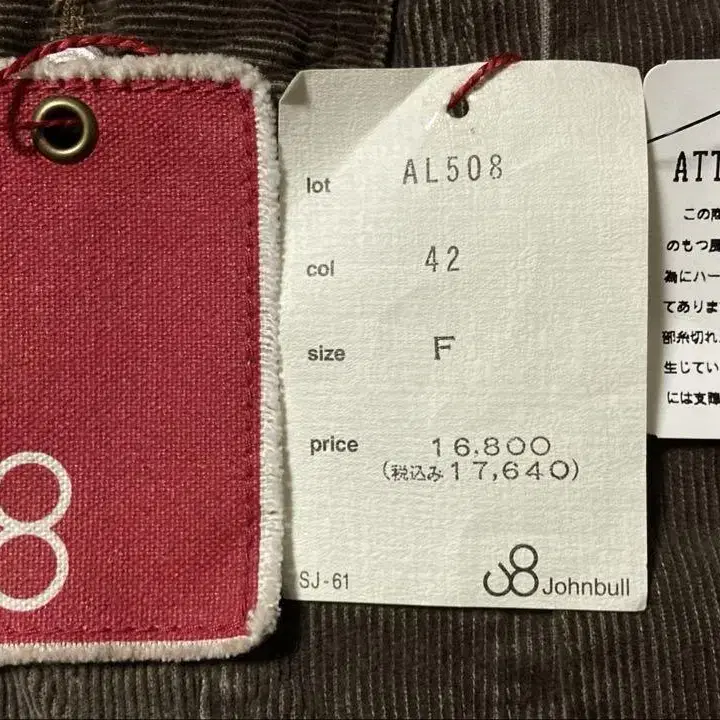 lot AL508
col 42
size F
price 16,800
(税込み17,640)
SJ-61
Johnbull
ATT
この商
のもつ風
為にハー
てありま
部糸切れ
生じてい
には支障
8